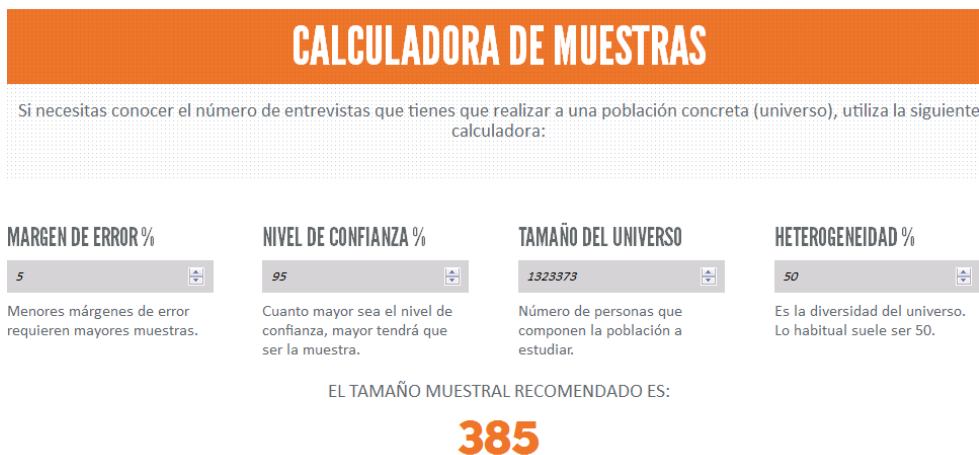 CALCULADORA DE MUESTRAS
Si necesitas conocer el número de entrevistas que tienes que realizar a una población concreta (universo), utiliza la siguiente
calculadora:
MARGEN DE ERROR %
5
Menores márgenes de error
requieren mayores muestras.
NIVEL DE CONFIANZA %
95
Cuanto mayor sea el nivel de
confianza, mayor tendrá que
ser la muestra.
TAMAÑO DEL UNIVERSO
1323373
Número de personas que
componen la población a
estudiar.
HETEROGENEIDAD %
50
Es la diversidad del universo.
Lo habitual suele ser 50.
EL TAMAÑO MUESTRAL RECOMENDADO ES:
385